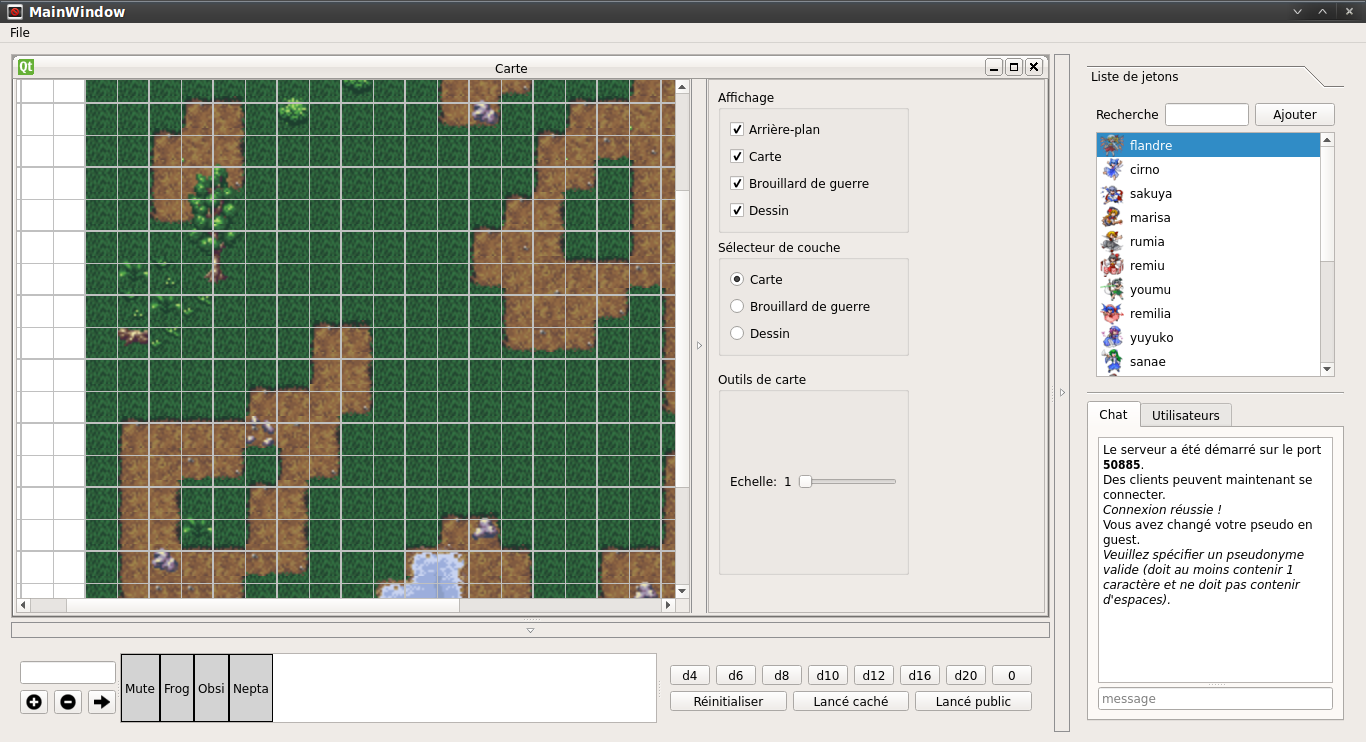 MainWindow
File
Qt
Carte
Affichage
Arrière-plan
Carte
Brouillard de guerre
Dessin
Sélecteur de couche
Carte
Brouillard de guerre
Dessin
Outils de carte
Echelle: 1
Liste de jetons
Recherche
Ajouter
flandre
cirno
sakuya
marisa
rumia
remiu
youmu
remilia
yuyuko
sanae
Chat Utilisateurs
Le serveur a été démarré sur le port
50885.
Des clients peuvent maintenant se
connecter.
Connexion réussie !
Vous avez changé votre pseudo en
guest.
Veuillez spécifier un pseudonyme
valide (doit au moins contenir 1
caractère et ne doit pas contenir
d'espaces).
message
Mute Frog Obsi Nepta
d4 d6 d8 d10 d12 d16 d20 0
Réinitialiser Lancé caché Lancé public